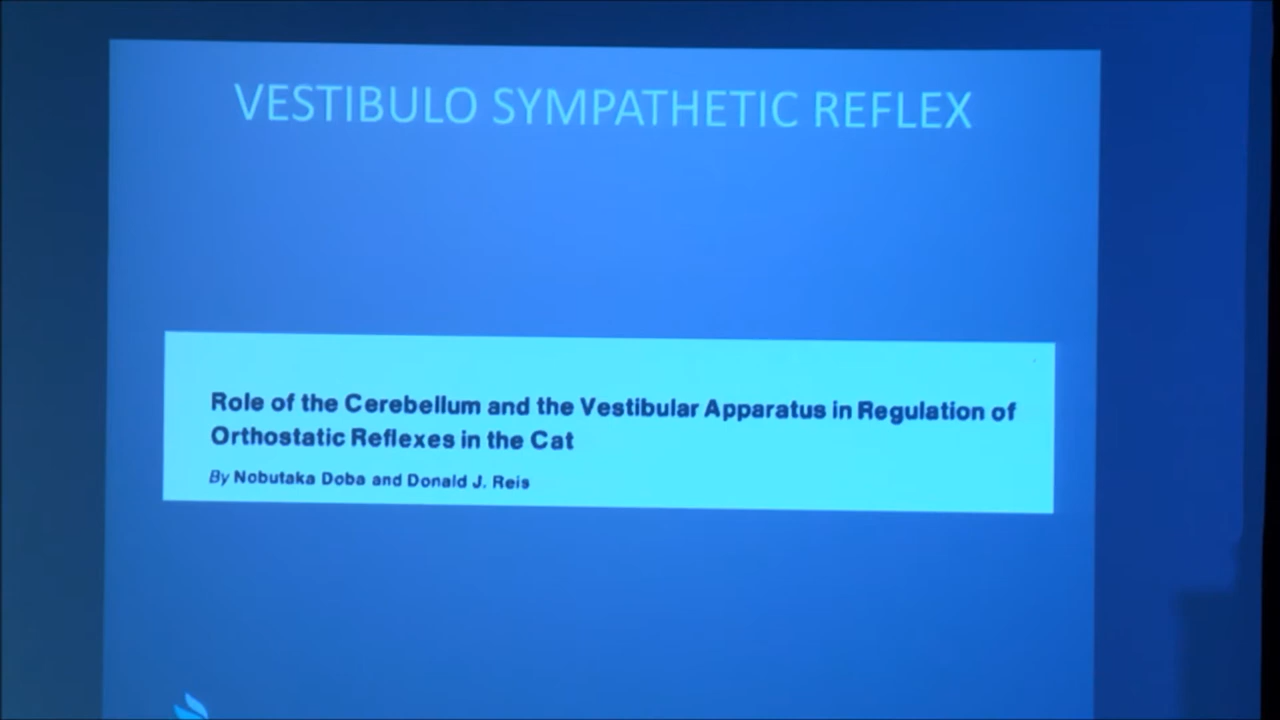 VESTIBULO SYMPATHETIC REFLEX
Role of the Cerebellum and the Vestibular Apparatus in Regulation of
Orthostatic Reflexes in the Cat
By Nobutaka Doba and Donald J. Reis